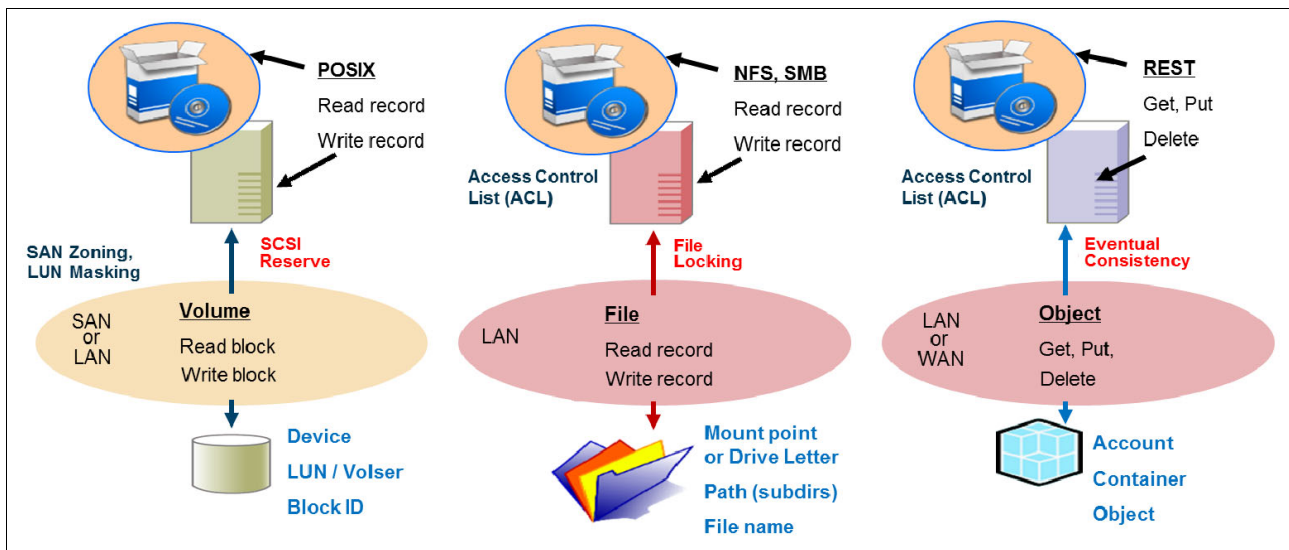 POSIX
Read record
Write record
SAN Zoning,
LUN Masking
SCSI
Reserve
SAN
or
LAN
Volume
Read block
Write block
Device
LUN / Volser
Block ID
NFS, SMB
Read record
Write record
Access Control
List (ACL)
File
Locking
LAN
File
Read record
Write record
Mount point
or Drive Letter
Path (subdirs)
File name
REST
Get, Put
Delete
Access Control
List (ACL)
Eventual
Consistency
LAN
or
WAN
Object
Get, Put,
Delete
Account
Container
Object